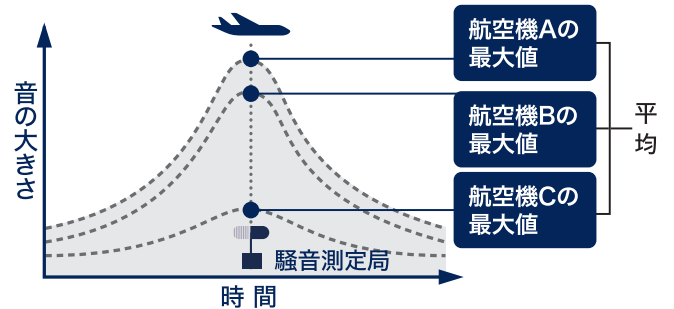 航空機Aの
最大値
航空機Bの
最大値
航空機Cの
最大値
平均
音の大きさ
騒音測定局
時間